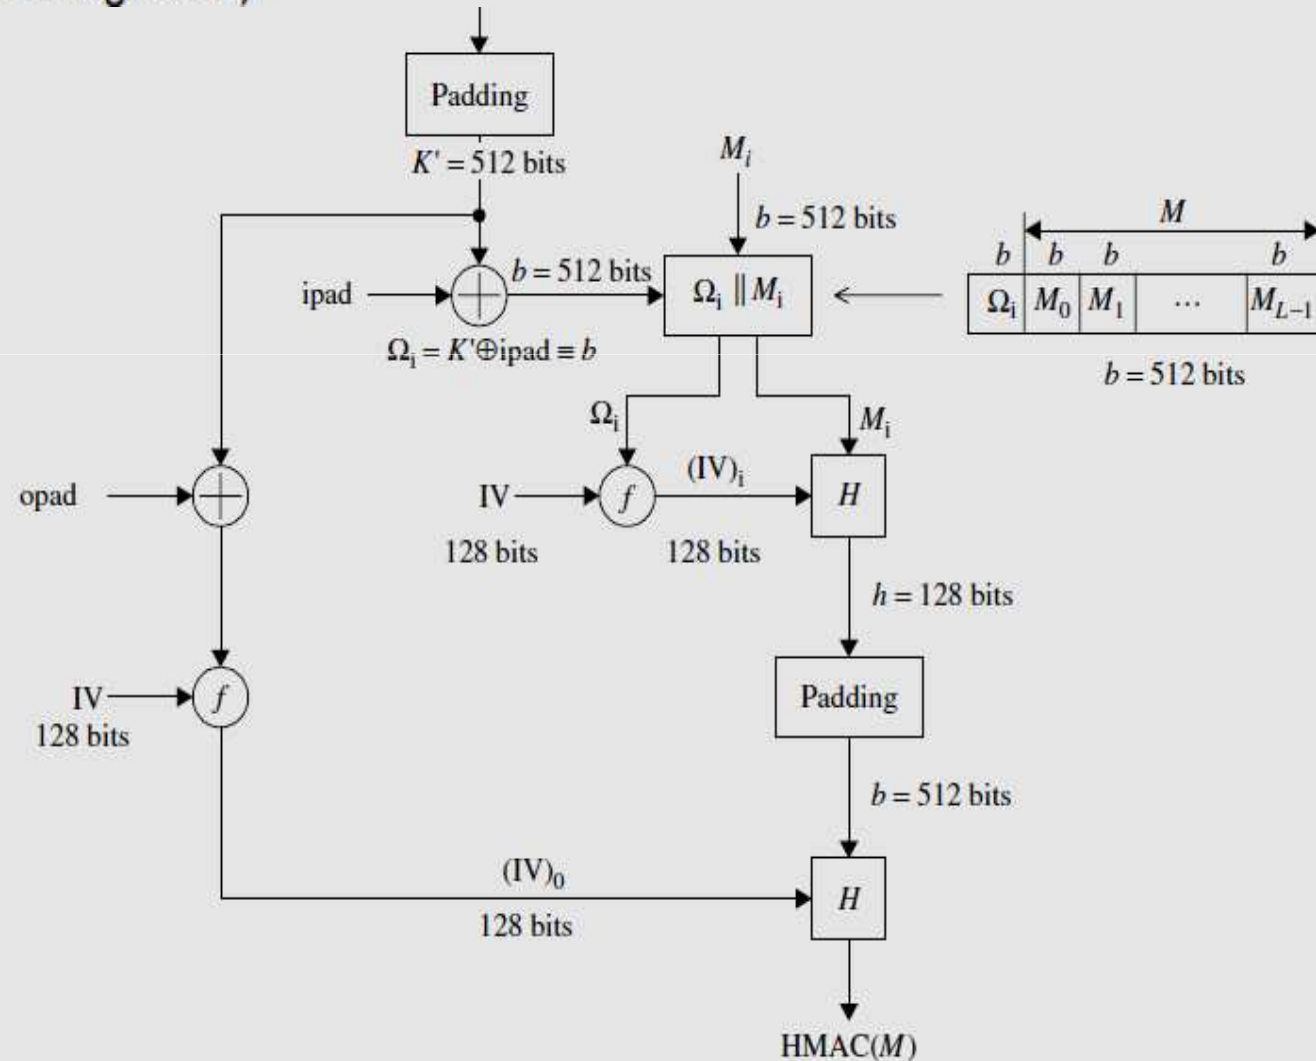 Padding
K' = 512 bits
M_i
b = 512 bits
M
b b b b
ipad
b = 512 bits
Ω_i ‖ M_i
Ω_i M_0 M_1 ... M_{L−1}
Ω_i = K'⊕ipad ≡ b
b = 512 bits
Ω_i
M_i
opad
IV
f
(IV)_i
H
128 bits
128 bits
h = 128 bits
IV
f
Padding
128 bits
b = 512 bits
(IV)_0
H
128 bits
HMAC(M)